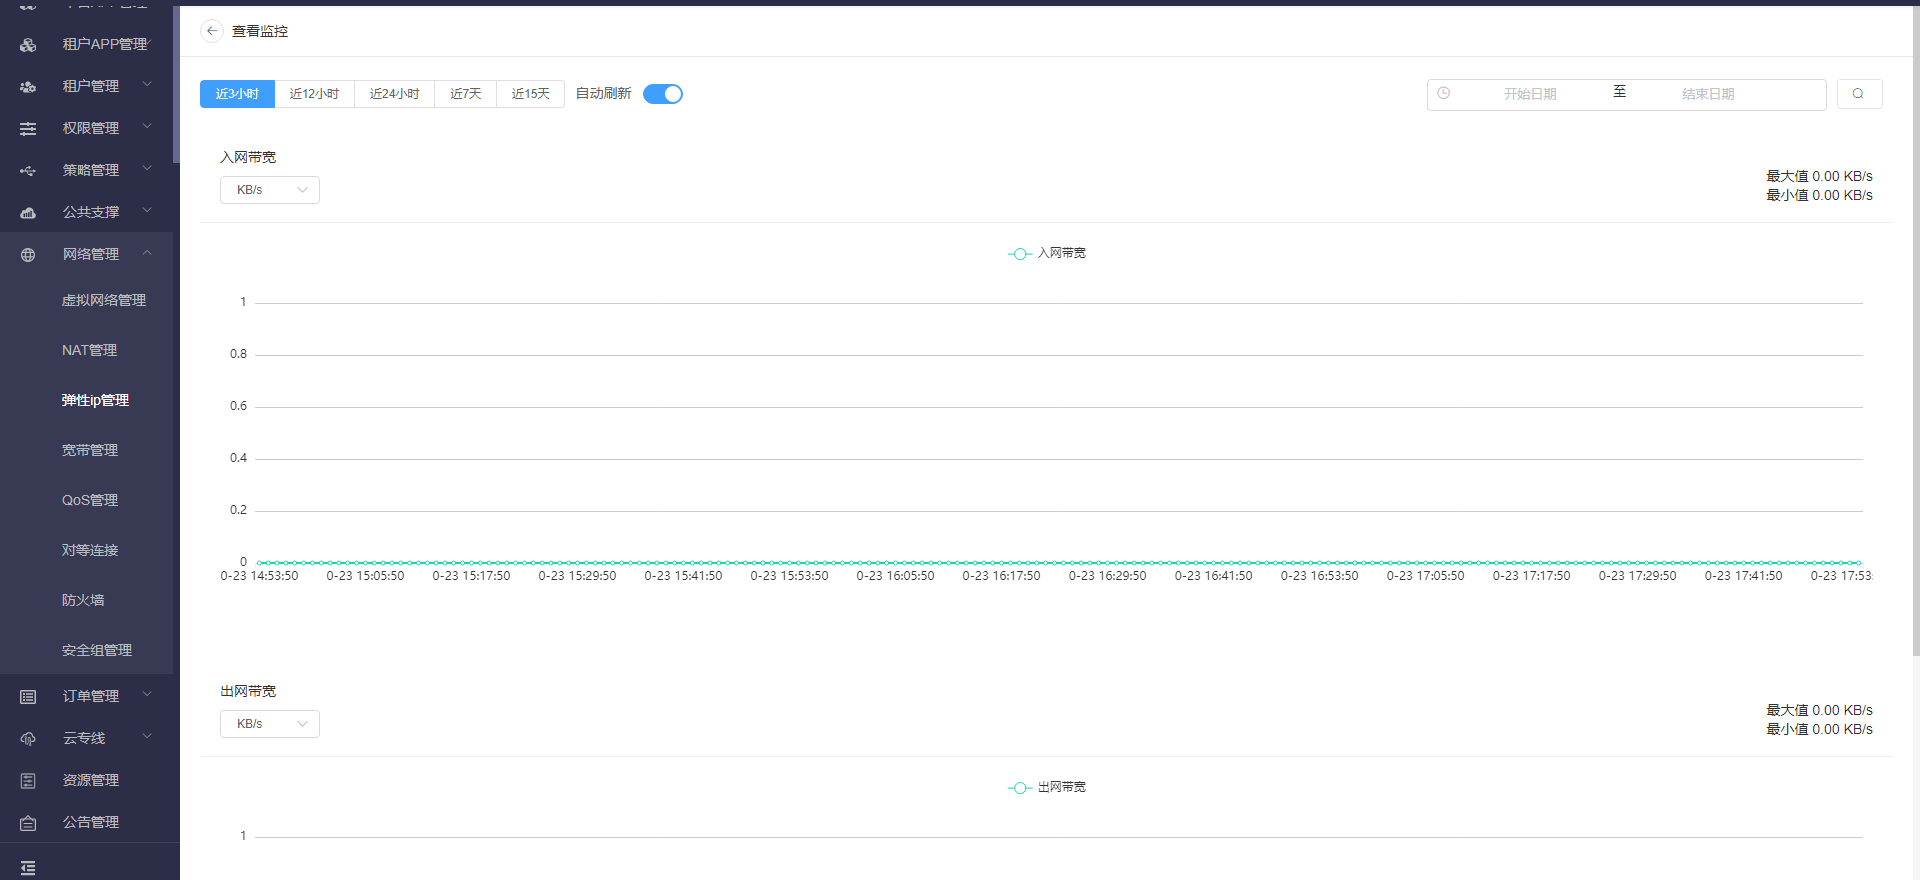 租户APP管理
租户管理
权限管理
策略管理
公共支撑
网络管理
虚拟网络管理
NAT管理
弹性ip管理
宽带管理
QoS管理
对等连接
防火墙
安全组管理
订单管理
云专线
资源管理
公告管理
查看监控
近3小时 近12小时 近24小时 近7天 近15天 自动刷新
开始日期 至 结束日期
入网带宽
KB/s
最大值 0.00 KB/s
最小值 0.00 KB/s
入网带宽
1
0.8
0.6
0.4
0.2
0
0-23 14:53:50 0-23 15:05:50 0-23 15:17:50 0-23 15:29:50 0-23 15:41:50 0-23 15:53:50 0-23 16:05:50 0-23 16:17:50 0-23 16:29:50 0-23 16:41:50 0-23 16:53:50 0-23 17:05:50 0-23 17:17:50 0-23 17:29:50 0-23 17:41:50 0-23 17:53:
出网带宽
KB/s
最大值 0.00 KB/s
最小值 0.00 KB/s
出网带宽
1